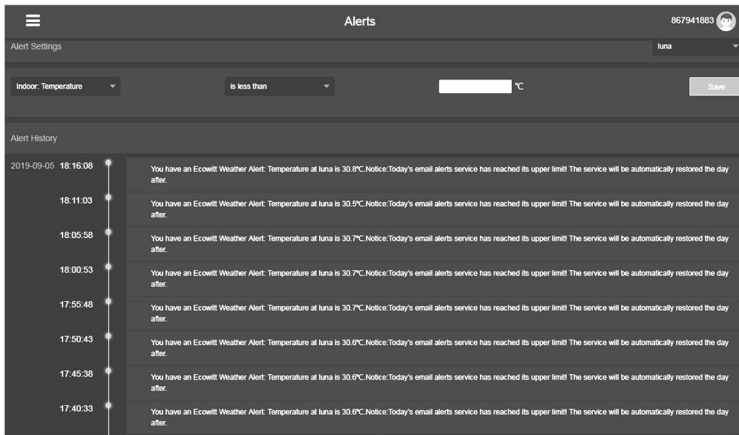 Alerts
867941883
Alert Settings
luna
Indoor: Temperature
is less than
℃
Save
Alert History
2019-09-05 18:16:08
You have an Ecowitt Weather Alert: Temperature at luna is 30.8℃.Notice:Today's email alerts service has reached its upper limit! The service will be automatically restored the day
after.
18:11:03
You have an Ecowitt Weather Alert: Temperature at luna is 30.5℃.Notice:Today's email alerts service has reached its upper limit! The service will be automatically restored the day
after.
18:05:58
You have an Ecowitt Weather Alert: Temperature at luna is 30.7℃.Notice:Today's email alerts service has reached its upper limit! The service will be automatically restored the day
after.
18:00:53
You have an Ecowitt Weather Alert: Temperature at luna is 30.7℃.Notice:Today's email alerts service has reached its upper limit! The service will be automatically restored the day
after.
17:55:48
You have an Ecowitt Weather Alert: Temperature at luna is 30.7℃.Notice:Today's email alerts service has reached its upper limit! The service will be automatically restored the day
after.
17:50:43
You have an Ecowitt Weather Alert: Temperature at luna is 30.6℃.Notice:Today's email alerts service has reached its upper limit! The service will be automatically restored the day
after.
17:45:38
You have an Ecowitt Weather Alert: Temperature at luna is 30.6℃.Notice:Today's email alerts service has reached its upper limit! The service will be automatically restored the day
after.
17:40:33
You have an Ecowitt Weather Alert: Temperature at luna is 30.6℃.Notice:Today's email alerts service has reached its upper limit! The service will be automatically restored the day
after.